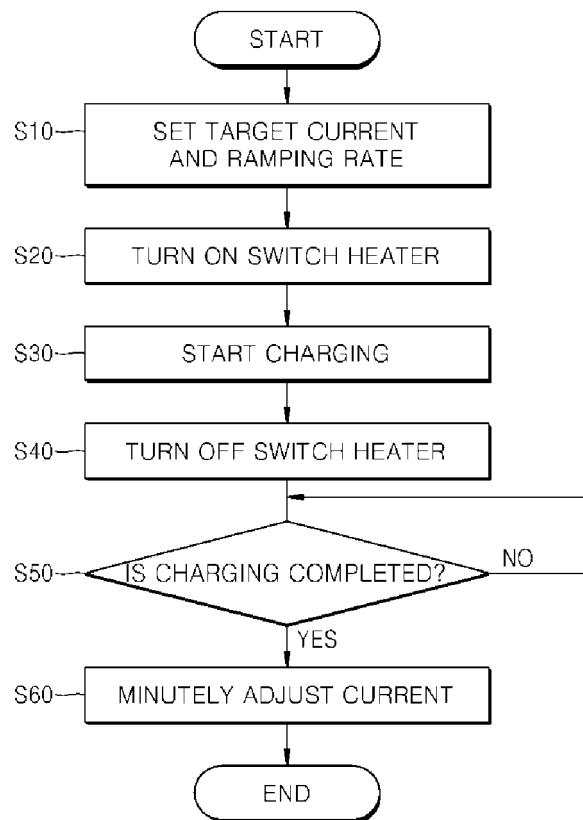 START
S10
SET TARGET CURRENT
AND RAMPING RATE
S20
TURN ON SWITCH HEATER
S30
START CHARGING
S40
TURN OFF SWITCH HEATER
S50
IS CHARGING COMPLETED?
NO
YES
S60
MINUTELY ADJUST CURRENT
END